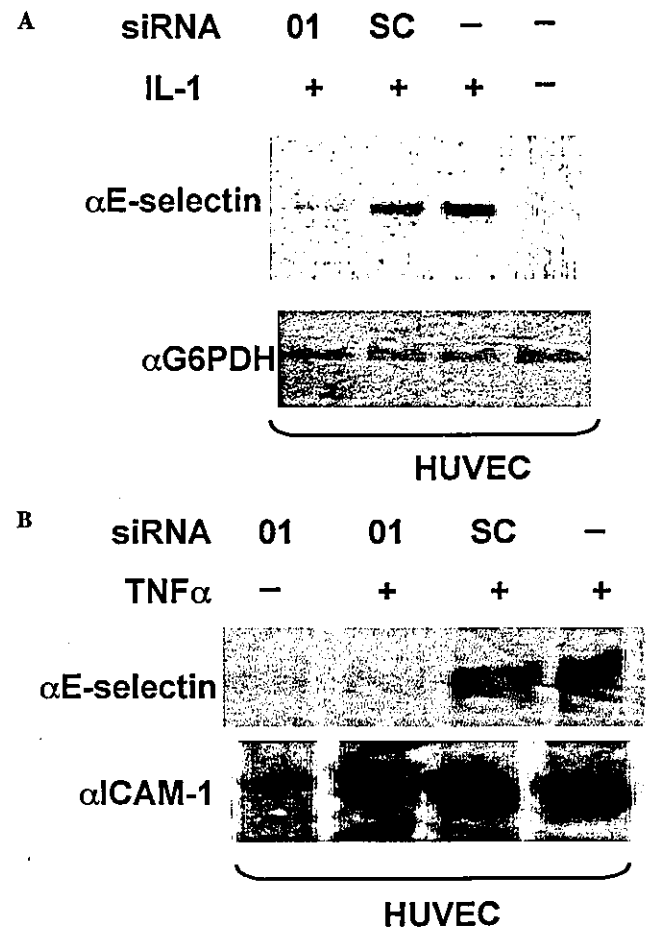 A
siRNA 01 SC – –
IL-1 + + + –
αE-selectin
αG6PDH
HUVEC
B
siRNA 01 01 SC –
TNFα – + + +
αE-selectin
αICAM-1
HUVEC